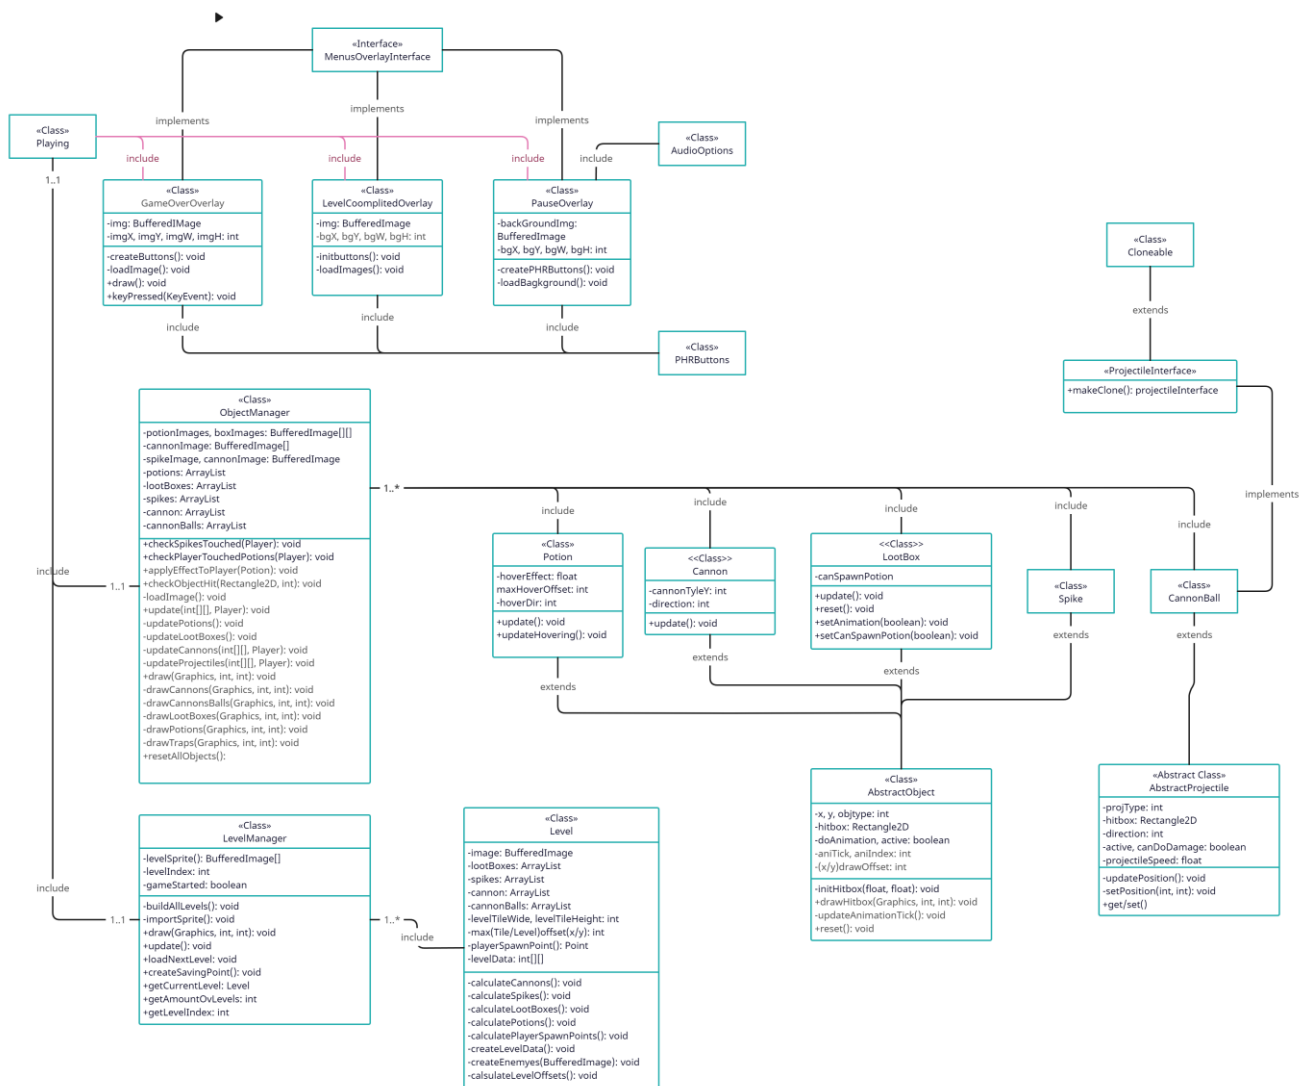 «Interface»
MenusOverlayInterface
implements
implements
implements
«Class»
Playing
include
include
include
include
«Class»
AudioOptions
1..1
«Class»
GameOverOverlay
-img: BufferedIMage
-imgX, imgY, imgW, imgH: int
-createButtons(): void
-loadImage(): void
+draw(): void
+keyPressed(KeyEvent): void
«Class»
LevelCoomplitedOverlay
-img: BufferedImage
-bgX, bgY, bgW, bgH: int
-initbuttons(): void
-loadImages(): void
«Class»
PauseOverlay
-backGroundImg:
BufferedImage
-bgX, bgY, bgW, bgH: int
-createPHRButtons(): void
-loadBagkground(): void
include
include
include
«Class»
PHRButtons
«Class»
Cloneable
extends
«ProjectileInterface»
+makeClone(): projectileInterface
implements
«Class»
ObjectManager
-potionImages, boxImages: BufferedImage[][]
-cannonImage: BufferedImage[]
-spikeImage, cannonImage: BufferedImage
-potions: ArrayList
-lootBoxes: ArrayList
-spikes: ArrayList
-cannon: ArrayList
-cannonBalls: ArrayList
+checkSpikesTouched(Player): void
+checkPlayerTouchedPotions(Player): void
+applyEffectToPlayer(Potion): void
+checkObjectHit(Rectangle2D, int): void
-loadImage(): void
+update(int[][], Player): void
-updatePotions(): void
-updateLootBoxes(): void
-updateCannons(int[][], Player): void
-updateProjectiles(int[][], Player): void
+draw(Graphics, int, int): void
-drawCannons(Graphics, int, int): void
-drawCannonsBalls(Graphics, int, int): void
-drawLootBoxes(Graphics, int, int): void
-drawPotions(Graphics, int, int): void
-drawTraps(Graphics, int, int): void
+resetAllObjects():
include
1..1
1..*
include
include
include
include
include
«Class»
Potion
-hoverEffect: float
maxHoverOffset: int
-hoverDir: int
+update(): void
+updateHovering(): void
<<Class>>
Cannon
-cannonTyleY: int
-direction: int
+update(): void
<<Class>>
LootBox
-canSpawnPotion
+update(): void
+reset(): void
+setAnimation(boolean): void
+setCanSpawnPotion(boolean): void
«Class»
Spike
«Class»
CannonBall
extends
extends
extends
extends
extends
«Class»
AbstractObject
-x, y, objtype: int
-hitbox: Rectangle2D
-doAnimation, active: boolean
-aniTick, aniIndex: int
-(x/y)drawOffset: int
-initHitbox(float, float): void
+drawHitbox(Graphics, int, int): void
-updateAnimationTick(): void
+reset(): void
«Abstract Class»
AbstractProjectile
-projType: int
-hitbox: Rectangle2D
-direction: int
-active, canDoDamage: boolean
-projectileSpeed: float
-updatePosition(): void
-setPosition(int, int): void
+get/set()
include
1..1
«Class»
LevelManager
-levelSprite(): BufferedImage[]
-levelIndex: int
-gameStarted: boolean
-buildAllLevels(): void
-importSprite(): void
+draw(Graphics, int, int): void
+update(): void
+loadNextLevel: void
+createSavingPoint(): void
+getCurrentLevel: Level
+getAmountOvLevels: int
+getLevelIndex: int
1..*
include
«Class»
Level
-image: BufferedImage
-lootBoxes: ArrayList
-spikes: ArrayList
-cannon: ArrayList
-cannonBalls: ArrayList
-levelTileWide, levelTileHeight: int
-max(Tile/Level)offset(x/y): int
-playerSpawnPoint(): Point
-levelData: int[][]
-calculateCannons(): void
-calculateSpikes(): void
-calculateLootBoxes(): void
-calculatePotions(): void
-calculatePlayerSpawnPoints(): void
-createLevelData(): void
-createEnemyes(BufferedImage): void
-calsulateLevelOffsets(): void